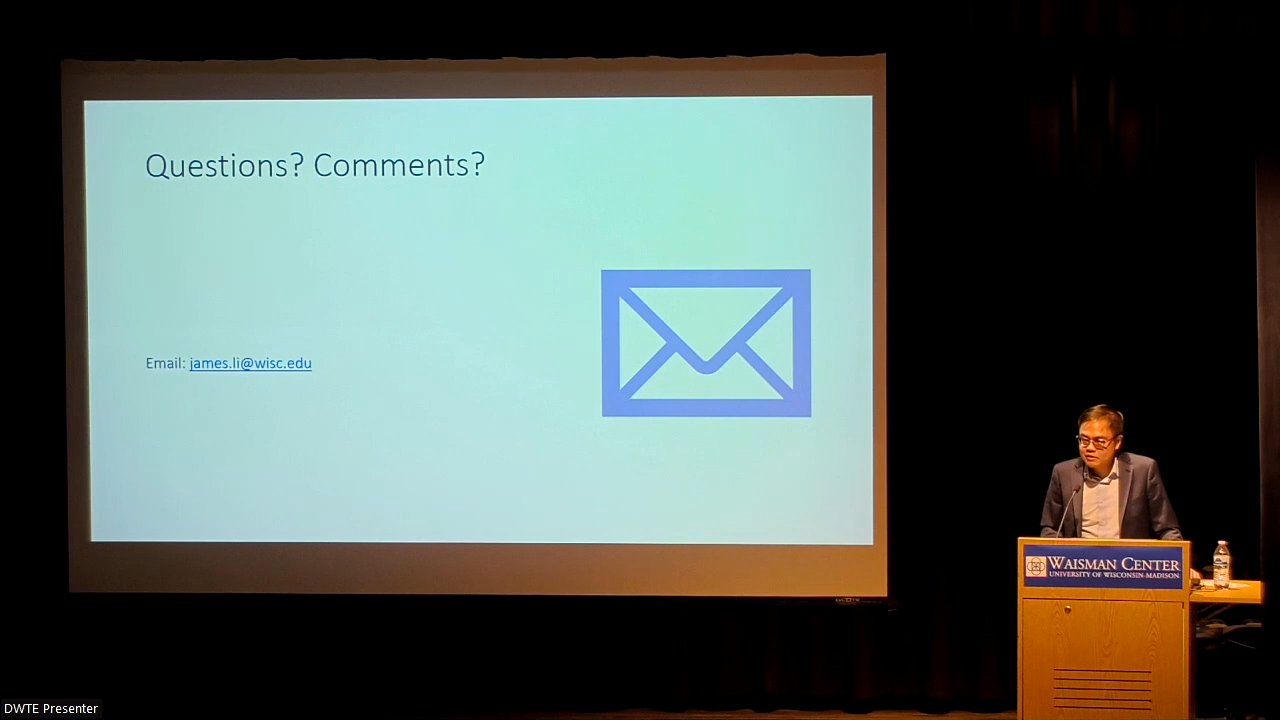 Questions? Comments?
Email: james.li@wisc.edu
WAISMAN CENTER
UNIVERSITY OF WISCONSIN-MADISON
DWTE Presenter